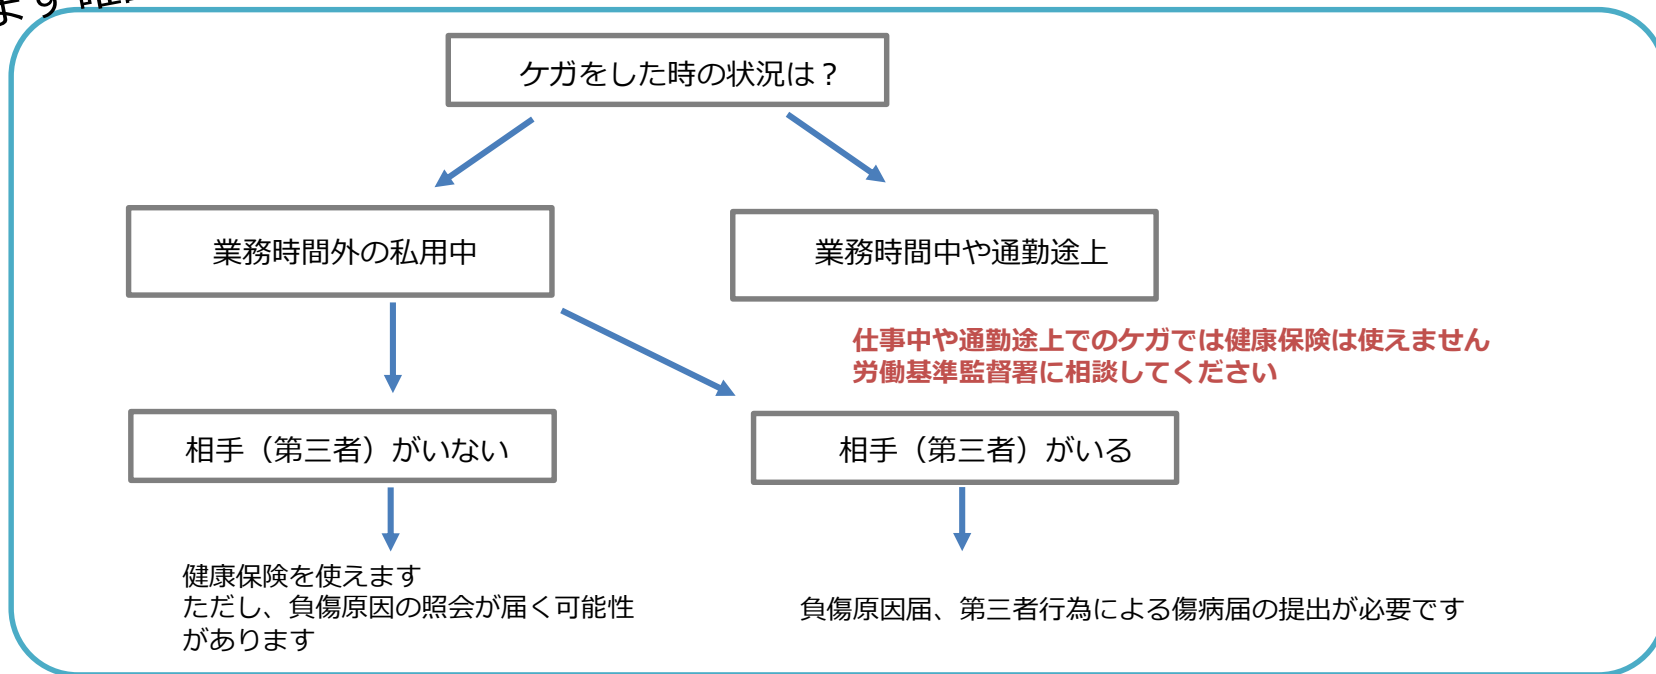 ケガをした時の状況は？
業務時間外の私用中
業務時間中や通勤途上
仕事中や通勤途上でのケガでは健康保険は使えません
労働基準監督署に相談してください
相手（第三者）がいない
相手（第三者）がいる
健康保険を使えます
ただし、負傷原因の照会が届く可能性
があります
負傷原因届、第三者行為による傷病届の提出が必要です